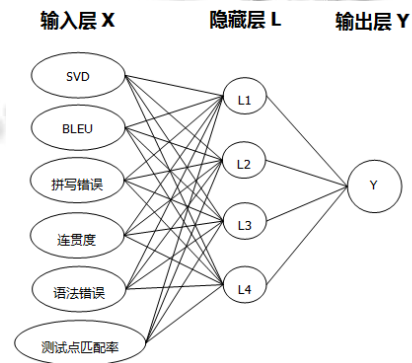 输入层 X 隐藏层 L 输出层 Y
SVD
BLEU
拼写错误
连贯度
语法错误
测试点匹配率
L1
L2
L3
L4
Y